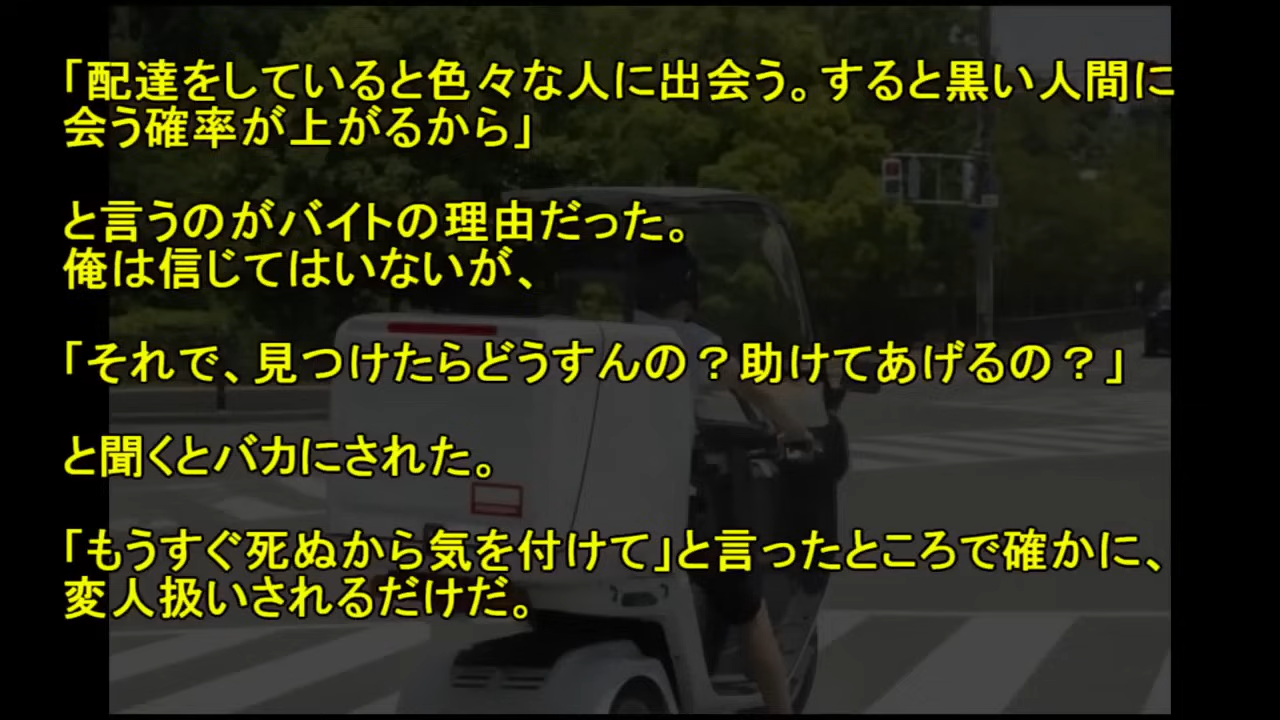 「配達をしていると色々な人に出会う。すると黒い人間に
会う確率が上がるから」
と言うのがバイトの理由だった。
俺は信じてはいないが、
「それで、見つけたらどうすんの？助けてあげるの？」
と聞くとバカにされた。
「もうすぐ死ぬから気を付けて」と言ったところで確かに、
変人扱いされるだけだ。